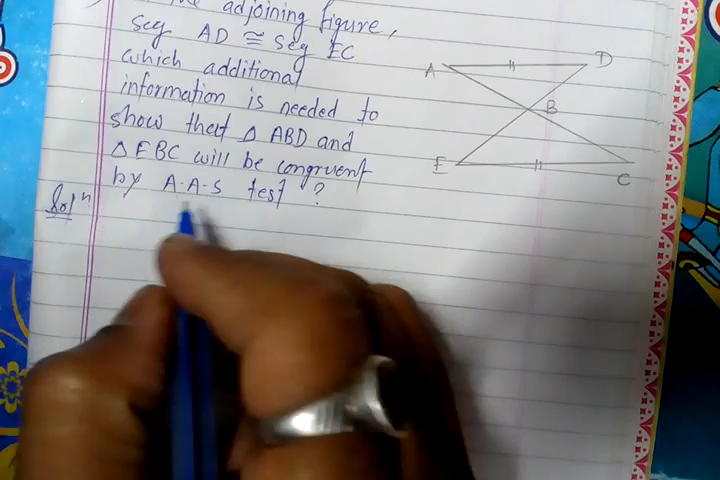 adjoining figure,
seg AD ≅ seg EC
which additional
information is needed to
show that Δ ABD and
Δ EBC will be congruent
by A-A-S test ?
Solⁿ
A
D
B
E
C